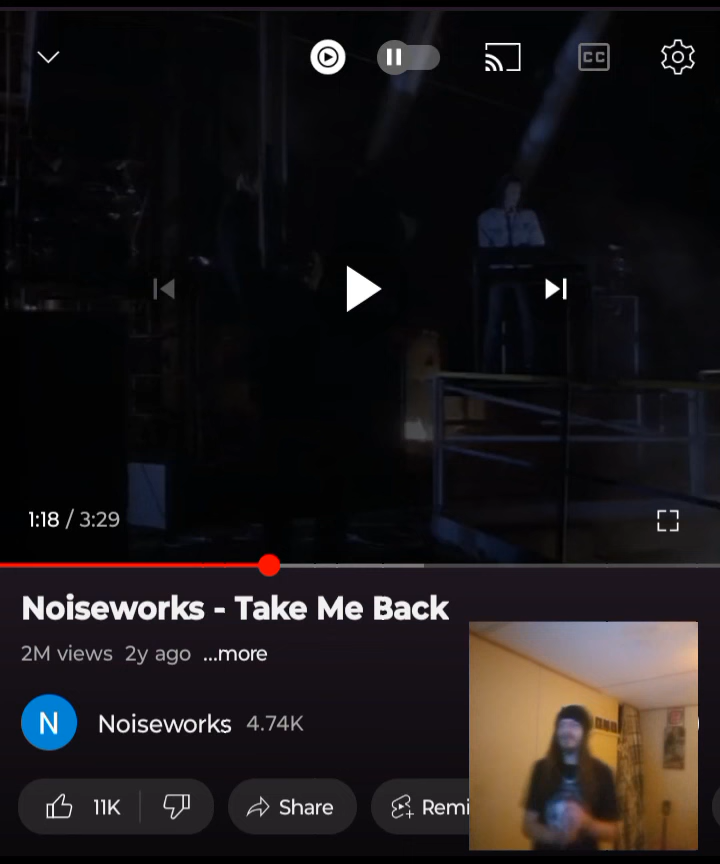 CC
1:18 / 3:29
Noiseworks - Take Me Back
2M views 2y ago ...more
N Noiseworks 4.74K
11K Share Remi